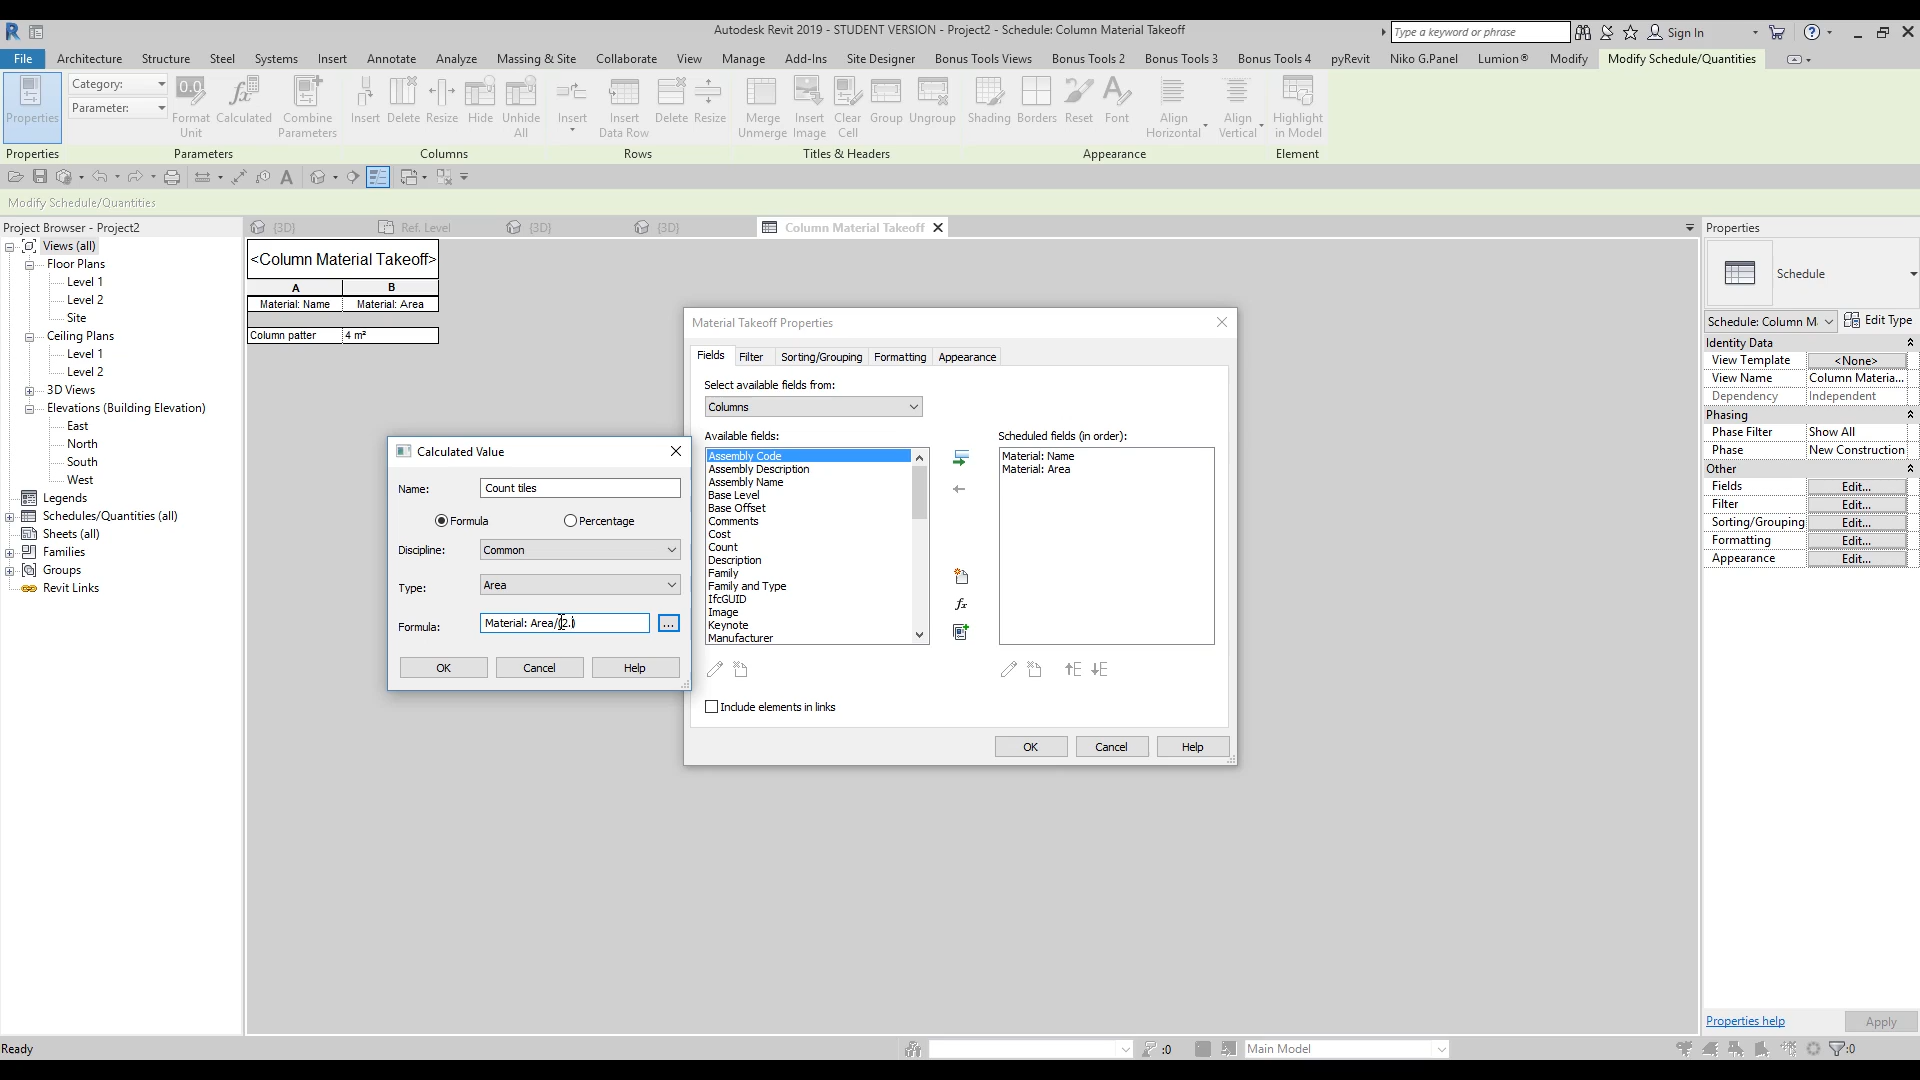 Autodesk Revit 2019 - STUDENT VERSION - Project2 - Schedule: Column Material Takeoff
Type a keyword or phrase
Sign In
File Architecture Structure Steel Systems Insert Annotate Analyze Massing & Site Collaborate View Manage Add-Ins Site Designer Bonus Tools Views Bonus Tools 2 Bonus Tools 3 Bonus Tools 4 pyRevit Niko G.Panel Lumion® Modify Modify Schedule/Quantities
Category:
Parameter:
Properties Format Unit Calculated Combine Parameters Insert Delete Resize Hide Unhide All Insert Insert Data Row Delete Resize Merge Unmerge Insert Image Clear Cell Group Ungroup Shading Borders Reset Font Align Horizontal Align Vertical Highlight in Model
Properties Parameters Columns Rows Titles & Headers Appearance Element
Modify Schedule/Quantities
Project Browser - Project2
Views (all)
Floor Plans
Level 1
Level 2
Site
Ceiling Plans
Level 1
Level 2
3D Views
Elevations (Building Elevation)
East
North
South
West
Legends
Schedules/Quantities (all)
Sheets (all)
Families
Groups
Revit Links
{3D} Ref. Level {3D} {3D} Column Material Takeoff
<Column Material Takeoff>
A B
Material: Name Material: Area
Column patter 4 m²
Calculated Value
Name: Count tiles
Formula Percentage
Discipline: Common
Type: Area
Formula: Material: Area/(2.) ...
OK Cancel Help
Material Takeoff Properties
Fields Filter Sorting/Grouping Formatting Appearance
Select available fields from:
Columns
Available fields:
Assembly Code
Assembly Description
Assembly Name
Base Level
Base Offset
Comments
Cost
Count
Description
Family
Family and Type
IfcGUID
Image
Keynote
Manufacturer
Scheduled fields (in order):
Material: Name
Material: Area
Include elements in links
OK Cancel Help
Properties
Schedule
Schedule: Column M Edit Type
Identity Data
View Template <None>
View Name Column Materia...
Dependency Independent
Phasing
Phase Filter Show All
Phase New Construction
Other
Fields Edit...
Filter Edit...
Sorting/Grouping Edit...
Formatting Edit...
Appearance Edit...
Properties help Apply
Ready
:0
Main Model
:0